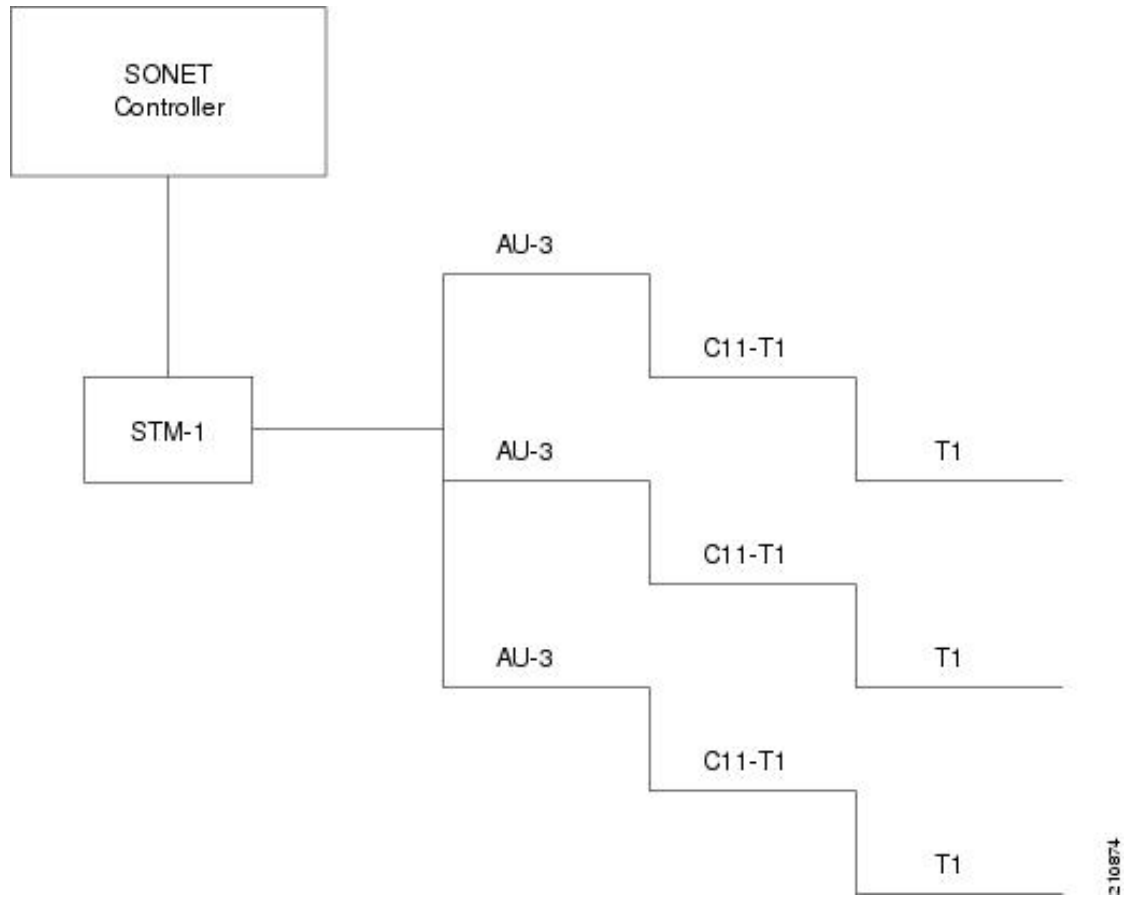 SONET
Controller
AU-3
C11-T1
STM-1
AU-3
T1
C11-T1
AU-3
T1
C11-T1
T1
210874